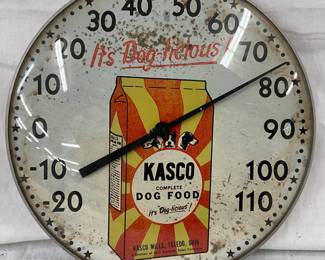 -20 -10 0 10 20 30 40 50 60 70 80 90 100 110
It's Dog-licious!
KASCO
COMPLETE
DOG FOOD
it's "Dog-licious"!
KASCO MILLS, TOLEDO, OHIO